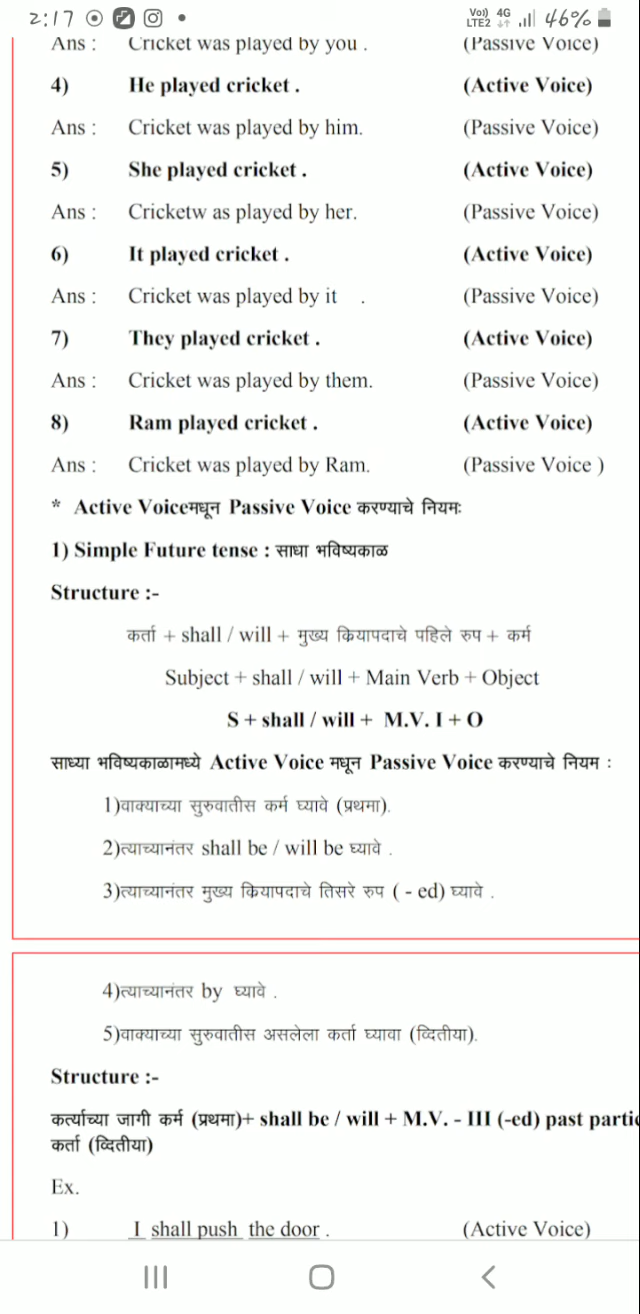 2:17
Vo)) 4G LTE2 46%
Ans : Cricket was played by you . (Passive Voice)
4) He played cricket . (Active Voice)
Ans : Cricket was played by him. (Passive Voice)
5) She played cricket . (Active Voice)
Ans : Cricketw as played by her. (Passive Voice)
6) It played cricket . (Active Voice)
Ans : Cricket was played by it . (Passive Voice)
7) They played cricket . (Active Voice)
Ans : Cricket was played by them. (Passive Voice)
8) Ram played cricket . (Active Voice)
Ans : Cricket was played by Ram. (Passive Voice )
* Active Voiceमधून Passive Voice करण्याचे नियमः
1) Simple Future tense : साधा भविष्यकाळ
Structure :-
कर्ता + shall / will + मुख्य कियापदाचे पहिले रुप + कर्म
Subject + shall / will + Main Verb + Object
S + shall / will + M.V. I + O
साध्या भविष्यकाळामध्ये Active Voice मधून Passive Voice करण्याचे नियम :
1)वाक्याच्या सुरुवातीस कर्म घ्यावे (प्रथमा).
2)त्याच्यानंतर shall be / will be घ्यावे .
3)त्याच्यानंतर मुख्य कियापदाचे तिसरे रुप ( - ed) घ्यावे .
4)त्याच्यानंतर by घ्यावे .
5)वाक्याच्या सुरुवातीस असलेला कर्ता घ्यावा (व्दितीया).
Structure :-
कर्त्याच्या जागी कर्म (प्रथमा)+ shall be / will + M.V. - III (-ed) past partic
कर्ता (व्दितीया)
Ex.
1) I shall push the door . (Active Voice)